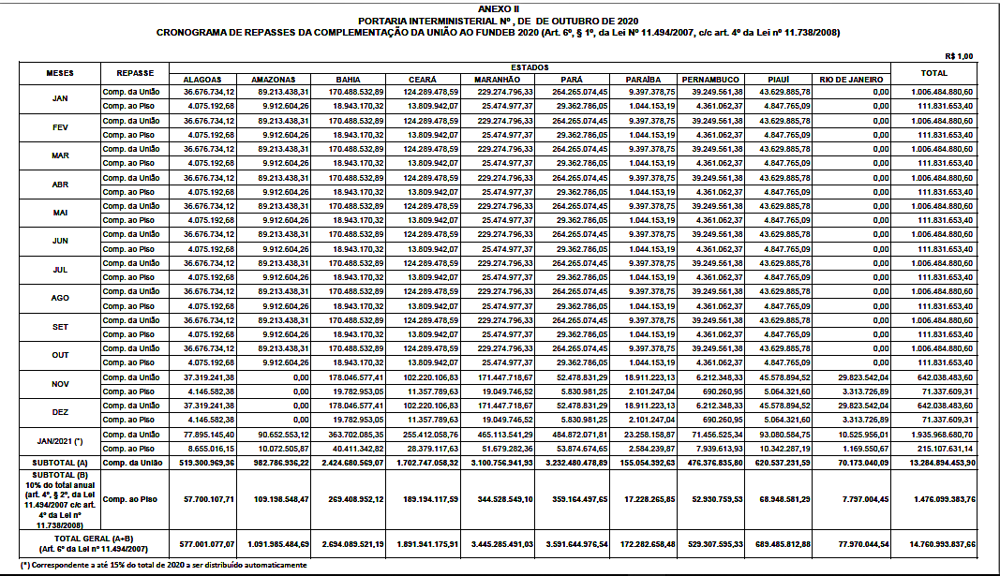 ANEXO II
PORTARIA INTERMINISTERIAL Nº , DE DE OUTUBRO DE 2020
CRONOGRAMA DE REPASSES DA COMPLEMENTAÇÃO DA UNIÃO AO FUNDEB 2020 (Art. 6º, § 1º, da Lei Nº 11.494/2007, c/c art. 4º da Lei nº 11.738/2008)
R$ 1,00
MESES REPASSE ESTADOS TOTAL
ALAGOAS AMAZONAS BAHIA CEARÁ MARANHÃO PARÁ PARAÍBA PERNAMBUCO PIAUÍ RIO DE JANEIRO
JAN Comp. da União 36.676.734,12 89.213.438,31 170.488.532,89 124.289.478,59 229.274.796,33 264.265.074,45 9.397.378,75 39.249.561,38 43.629.885,78 0,00 1.006.484.880,60
Comp. ao Piso 4.075.192,68 9.912.604,26 18.943.170,32 13.809.942,07 25.474.977,37 29.362.786,05 1.044.153,19 4.361.062,37 4.847.765,09 0,00 111.831.653,40
FEV Comp. da União 36.676.734,12 89.213.438,31 170.488.532,89 124.289.478,59 229.274.796,33 264.265.074,45 9.397.378,75 39.249.561,38 43.629.885,78 0,00 1.006.484.880,60
Comp. ao Piso 4.075.192,68 9.912.604,26 18.943.170,32 13.809.942,07 25.474.977,37 29.362.786,05 1.044.153,19 4.361.062,37 4.847.765,09 0,00 111.831.653,40
MAR Comp. da União 36.676.734,12 89.213.438,31 170.488.532,89 124.289.478,59 229.274.796,33 264.265.074,45 9.397.378,75 39.249.561,38 43.629.885,78 0,00 1.006.484.880,60
Comp. ao Piso 4.075.192,68 9.912.604,26 18.943.170,32 13.809.942,07 25.474.977,37 29.362.786,05 1.044.153,19 4.361.062,37 4.847.765,09 0,00 111.831.653,40
ABR Comp. da União 36.676.734,12 89.213.438,31 170.488.532,89 124.289.478,59 229.274.796,33 264.265.074,45 9.397.378,75 39.249.561,38 43.629.885,78 0,00 1.006.484.880,60
Comp. ao Piso 4.075.192,68 9.912.604,26 18.943.170,32 13.809.942,07 25.474.977,37 29.362.786,05 1.044.153,19 4.361.062,37 4.847.765,09 0,00 111.831.653,40
MAI Comp. da União 36.676.734,12 89.213.438,31 170.488.532,89 124.289.478,59 229.274.796,33 264.265.074,45 9.397.378,75 39.249.561,38 43.629.885,78 0,00 1.006.484.880,60
Comp. ao Piso 4.075.192,68 9.912.604,26 18.943.170,32 13.809.942,07 25.474.977,37 29.362.786,05 1.044.153,19 4.361.062,37 4.847.765,09 0,00 111.831.653,40
JUN Comp. da União 36.676.734,12 89.213.438,31 170.488.532,89 124.289.478,59 229.274.796,33 264.265.074,45 9.397.378,75 39.249.561,38 43.629.885,78 0,00 1.006.484.880,60
Comp. ao Piso 4.075.192,68 9.912.604,26 18.943.170,32 13.809.942,07 25.474.977,37 29.362.786,05 1.044.153,19 4.361.062,37 4.847.765,09 0,00 111.831.653,40
JUL Comp. da União 36.676.734,12 89.213.438,31 170.488.532,89 124.289.478,59 229.274.796,33 264.265.074,45 9.397.378,75 39.249.561,38 43.629.885,78 0,00 1.006.484.880,60
Comp. ao Piso 4.075.192,68 9.912.604,26 18.943.170,32 13.809.942,07 25.474.977,37 29.362.786,05 1.044.153,19 4.361.062,37 4.847.765,09 0,00 111.831.653,40
AGO Comp. da União 36.676.734,12 89.213.438,31 170.488.532,89 124.289.478,59 229.274.796,33 264.265.074,45 9.397.378,75 39.249.561,38 43.629.885,78 0,00 1.006.484.880,60
Comp. ao Piso 4.075.192,68 9.912.604,26 18.943.170,32 13.809.942,07 25.474.977,37 29.362.786,05 1.044.153,19 4.361.062,37 4.847.765,09 0,00 111.831.653,40
SET Comp. da União 36.676.734,12 89.213.438,31 170.488.532,89 124.289.478,59 229.274.796,33 264.265.074,45 9.397.378,75 39.249.561,38 43.629.885,78 0,00 1.006.484.880,60
Comp. ao Piso 4.075.192,68 9.912.604,26 18.943.170,32 13.809.942,07 25.474.977,37 29.362.786,05 1.044.153,19 4.361.062,37 4.847.765,09 0,00 111.831.653,40
OUT Comp. da União 36.676.734,12 89.213.438,31 170.488.532,89 124.289.478,59 229.274.796,33 264.265.074,45 9.397.378,75 39.249.561,38 43.629.885,78 0,00 1.006.484.880,60
Comp. ao Piso 4.075.192,68 9.912.604,26 18.943.170,32 13.809.942,07 25.474.977,37 29.362.786,05 1.044.153,19 4.361.062,37 4.847.765,09 0,00 111.831.653,40
NOV Comp. da União 37.319.241,38 0,00 178.046.577,41 102.220.106,83 171.447.718,67 52.478.831,29 18.911.223,13 6.212.348,33 45.578.894,52 29.823.542,04 642.038.483,60
Comp. ao Piso 4.146.582,38 0,00 19.782.953,05 11.357.789,63 19.049.746,52 5.830.981,25 2.101.247,04 690.260,95 5.064.321,60 3.313.726,89 71.337.609,31
DEZ Comp. da União 37.319.241,38 0,00 178.046.577,41 102.220.106,83 171.447.718,67 52.478.831,29 18.911.223,13 6.212.348,33 45.578.894,52 29.823.542,04 642.038.483,60
Comp. ao Piso 4.146.582,38 0,00 19.782.953,05 11.357.789,63 19.049.746,52 5.830.981,25 2.101.247,04 690.260,95 5.064.321,60 3.313.726,89 71.337.609,31
JAN/2021 (*) Comp. da União 77.895.145,40 90.652.553,12 363.702.085,35 255.412.058,76 465.113.541,29 484.872.071,81 23.258.158,87 71.456.525,34 93.080.584,75 10.525.956,01 1.935.968.680,70
Comp. ao Piso 8.655.016,15 10.072.505,87 40.411.342,82 28.379.117,63 51.679.282,36 53.874.674,65 2.584.239,87 7.939.613,93 10.342.287,19 1.169.550,67 215.107.631,14
SUBTOTAL (A) Comp. da União 519.300.969,36 982.786.936,22 2.424.680.569,07 1.702.747.058,32 3.100.756.941,93 3.232.480.478,89 155.054.392,63 476.376.835,80 620.537.231,59 70.173.040,09 13.284.894.453,90
SUBTOTAL (B)
10% do total anual
(art. 4º, § 2º, da Lei
11.494/2007 c/c art.
4º da Lei nº
11.738/2008) Comp. ao Piso 57.700.107,71 109.198.548,47 269.408.952,12 189.194.117,59 344.528.549,10 359.164.497,65 17.228.265,85 52.930.759,53 68.948.581,29 7.797.004,45 1.476.099.383,76
TOTAL GERAL (A+B)
(Art. 6º da Lei nº 11.494/2007) 577.001.077,07 1.091.985.484,69 2.694.089.521,19 1.891.941.175,91 3.445.285.491,03 3.591.644.976,54 172.282.658,48 529.307.595,33 689.485.812,88 77.970.044,54 14.760.993.837,66
(*) Correspondente a até 15% do total de 2020 a ser distribuído automaticamente